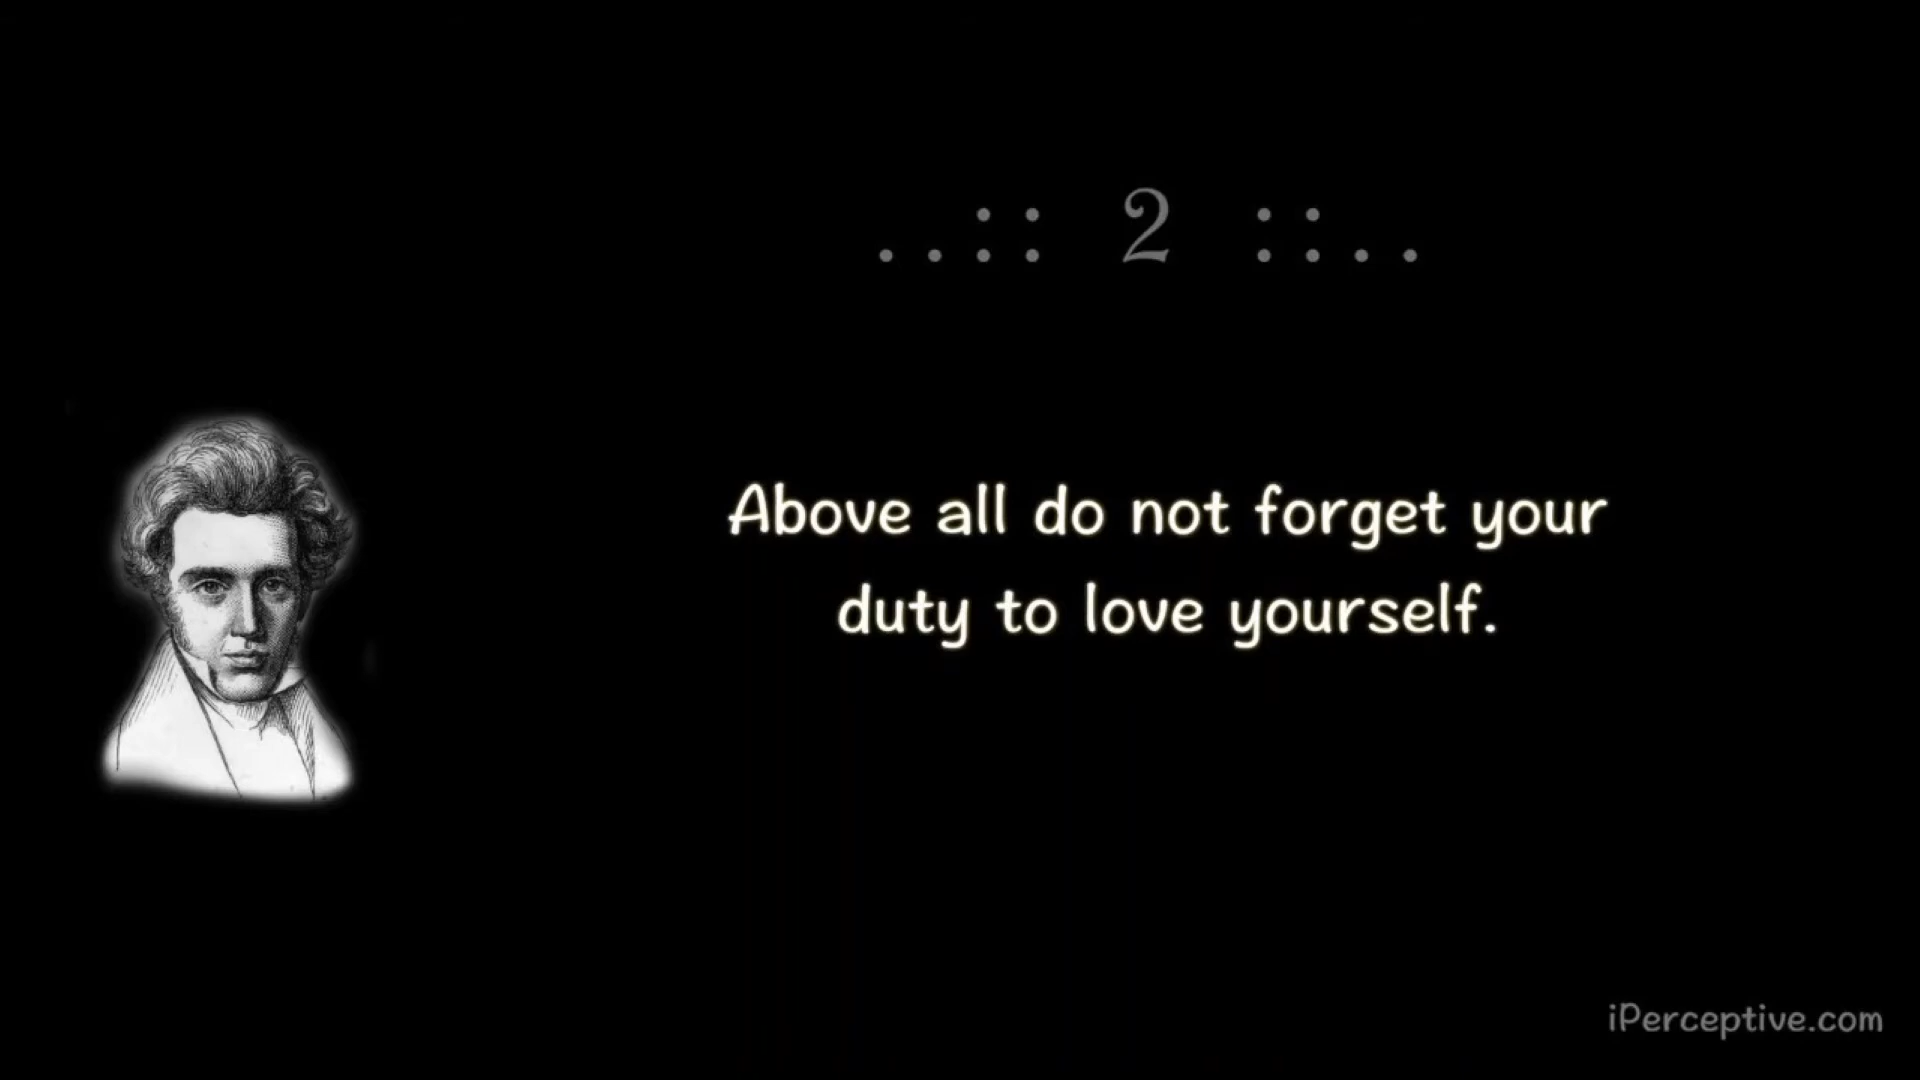 ..:: 2 ::..
Above all do not forget your
duty to love yourself.
iPerceptive.com